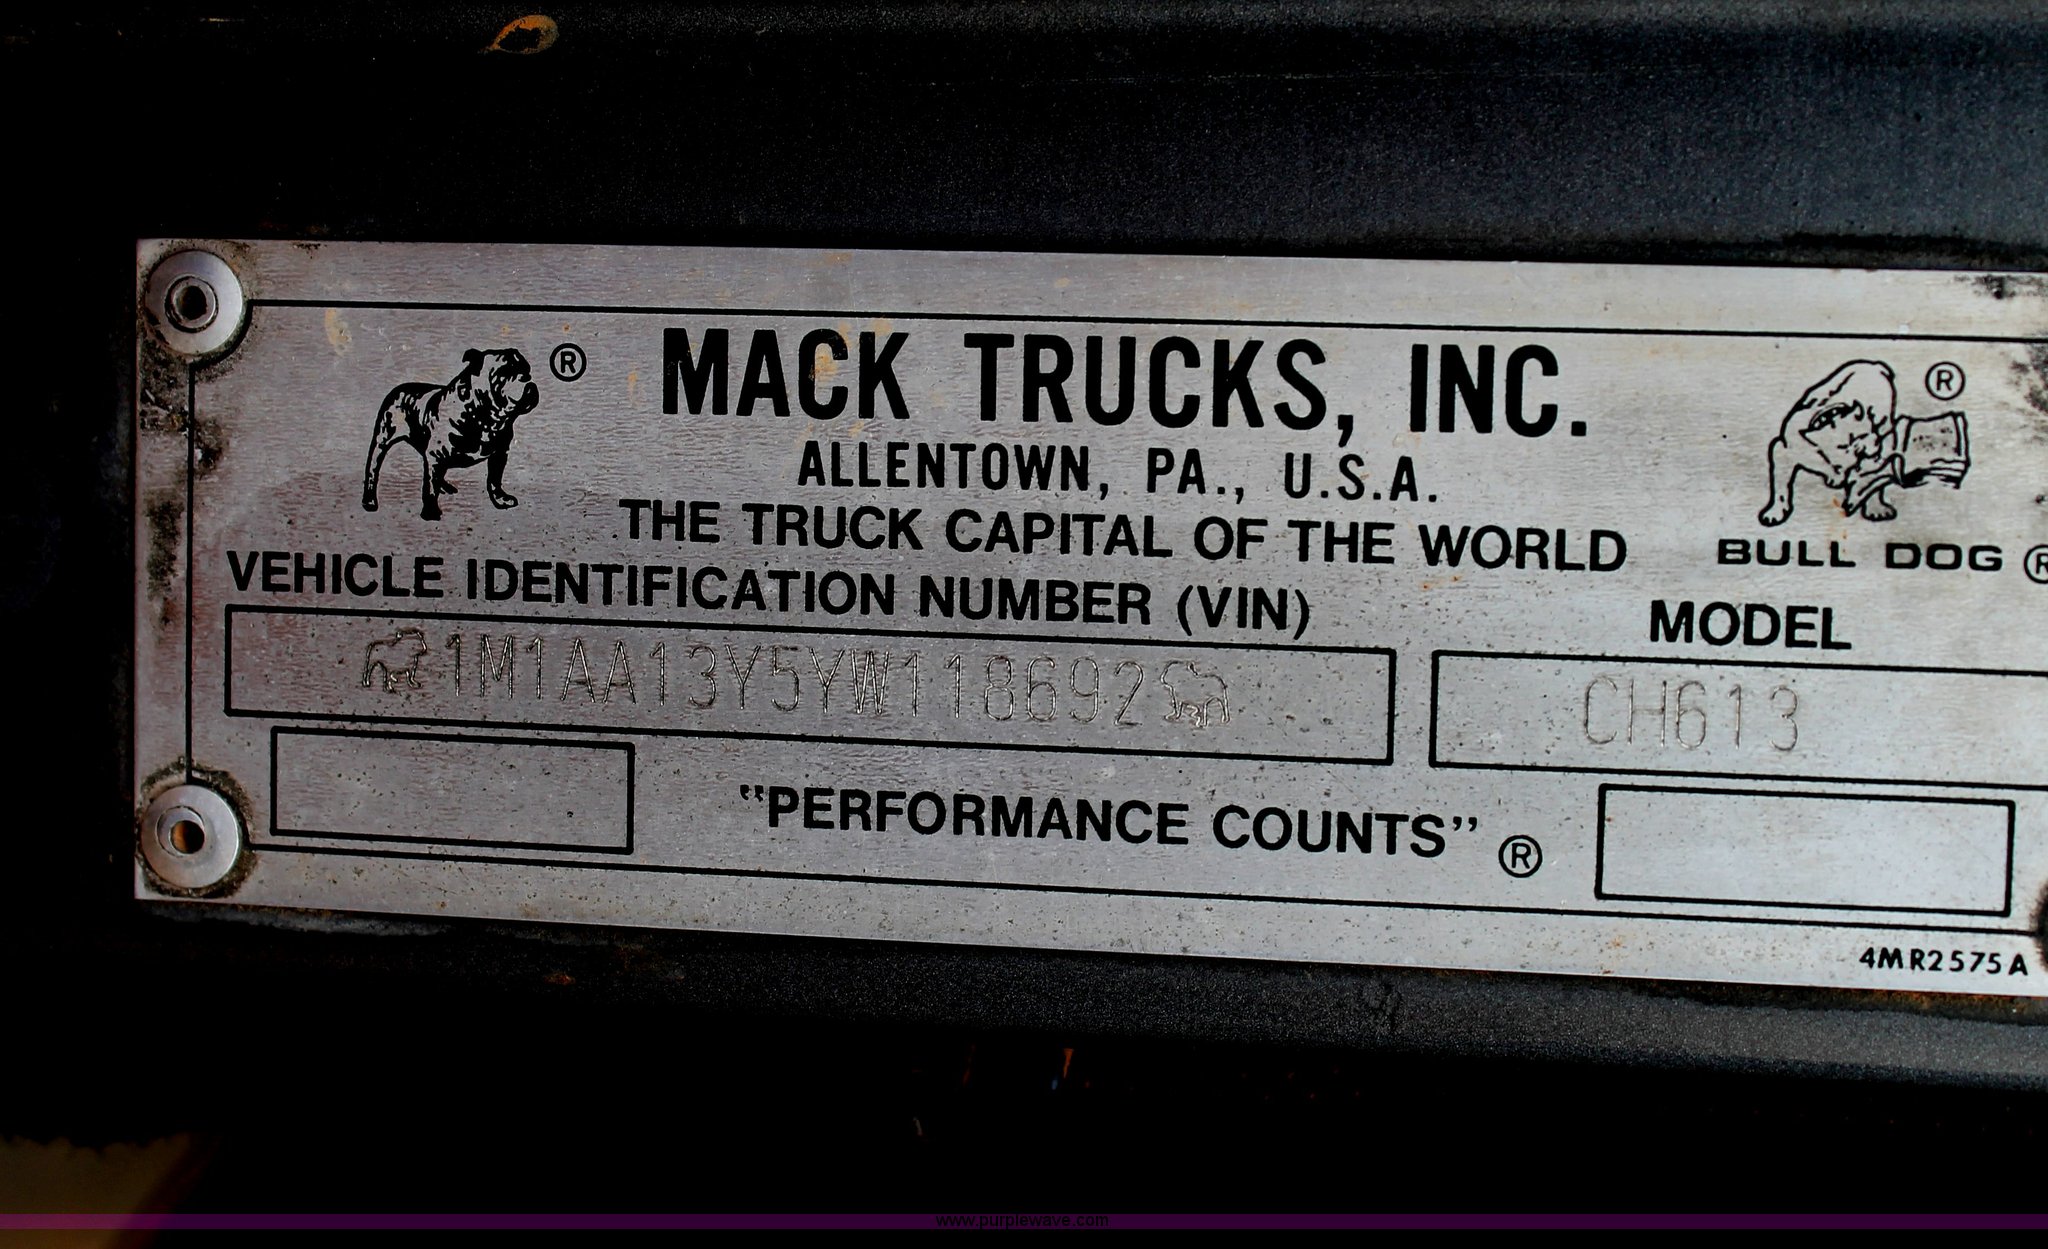 ®
MACK TRUCKS, INC.
®
ALLENTOWN, PA., U.S.A.
THE TRUCK CAPITAL OF THE WORLD
BULL DOG ®
VEHICLE IDENTIFICATION NUMBER (VIN)
MODEL
1M1AA13Y5YW118692
CH613
"PERFORMANCE COUNTS" ®
4MR2575A
www.purplewave.com